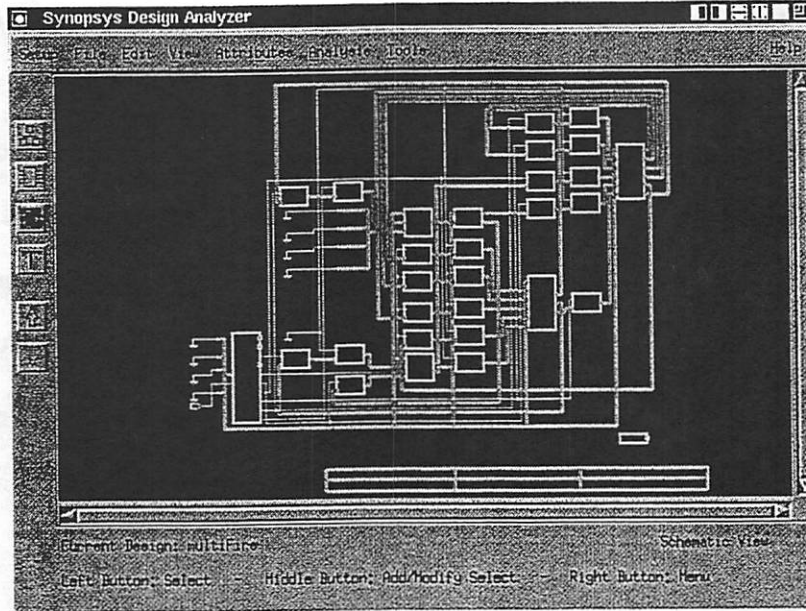 Synopsys Design Analyzer
Setup File Edit View Attributes Analysis Tools Help
Current Design: multiFire Schematic View
Left Button: Select - Middle Button: Add/Modify Select - Right Button: Menu